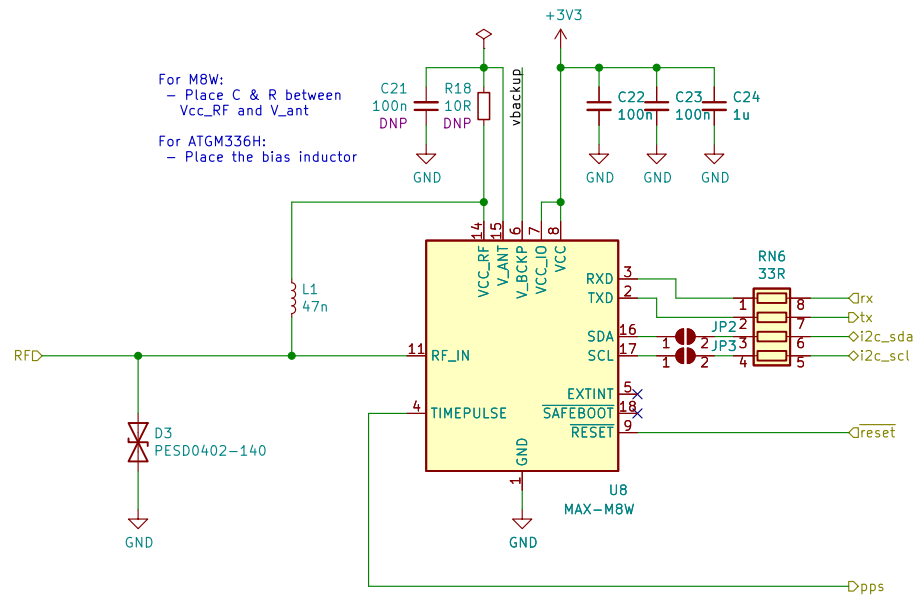 +3V3
For M8W:
- Place C & R between
Vcc_RF and V_ant
For ATGM336H:
- Place the bias inductor
C21
100n
DNP
R18
10R
DNP
vbackup
C22
100n
C23
100n
C24
1u
GND
GND
GND
GND
14
15
6
7
8
VCC_RF
V_ANT
V_BCKP
VCC_IO
VCC
L1
47n
RF
11
RF_IN
4
TIMEPULSE
RXD
3
TXD
2
SDA
16
SCL
17
EXTINT
5
SAFEBOOT
18
RESET
9
GND
1
1
2
JP2
1
2
JP3
RN6
33R
1
8
2
7
3
6
4
5
rx
tx
i2c_sda
i2c_scl
reset
D3
PESD0402-140
GND
U8
MAX-M8W
GND
pps